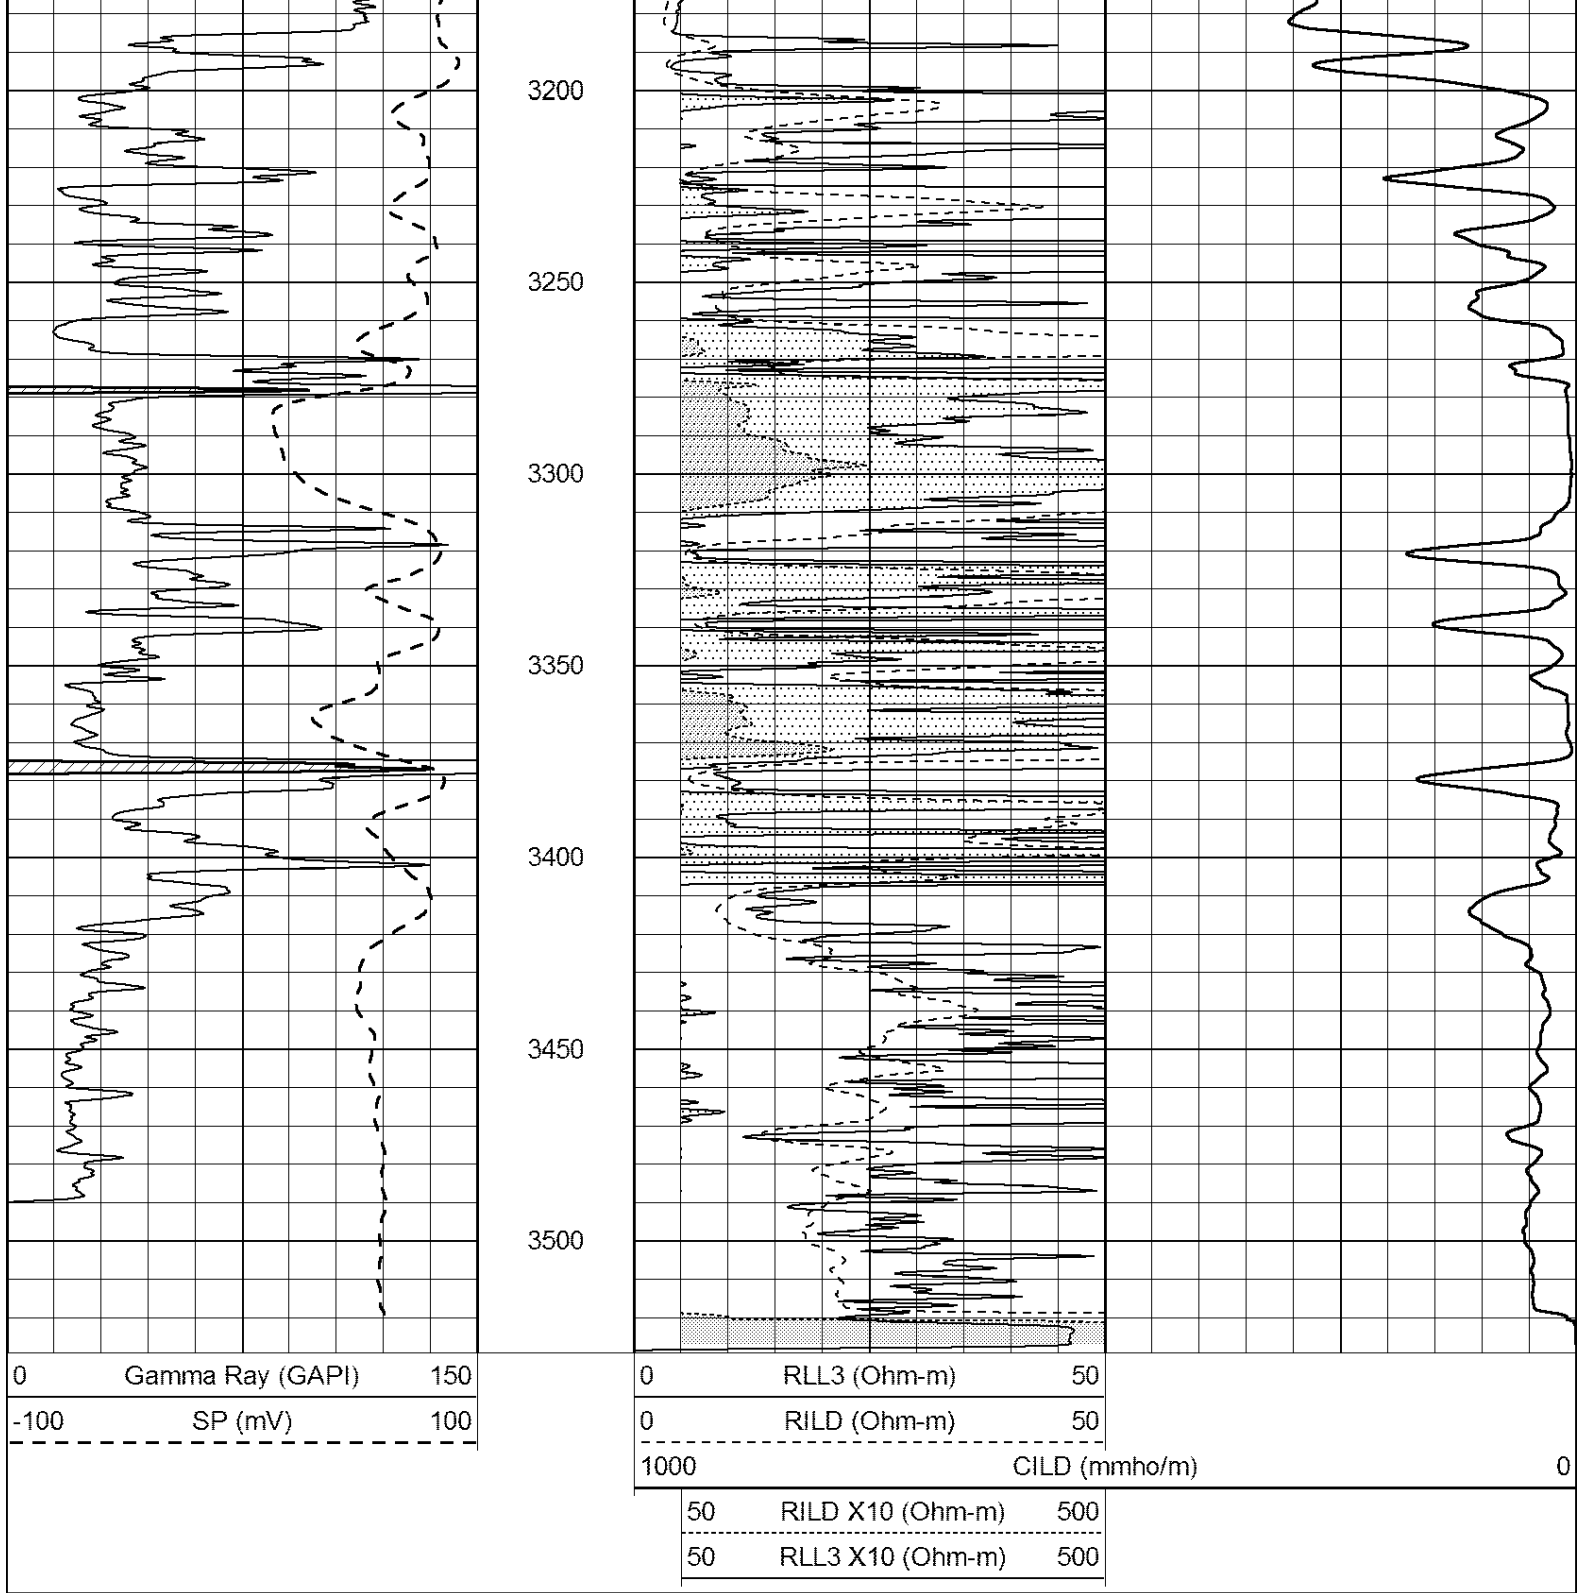 3200
3250
3300
3350
3400
3450
3500
0 Gamma Ray (GAPI) 150
-100 SP (mV) 100
0 RLL3 (Ohm-m) 50
0 RILD (Ohm-m) 50
1000 CILD (mmho/m) 0
50 RILD X10 (Ohm-m) 500
50 RLL3 X10 (Ohm-m) 500